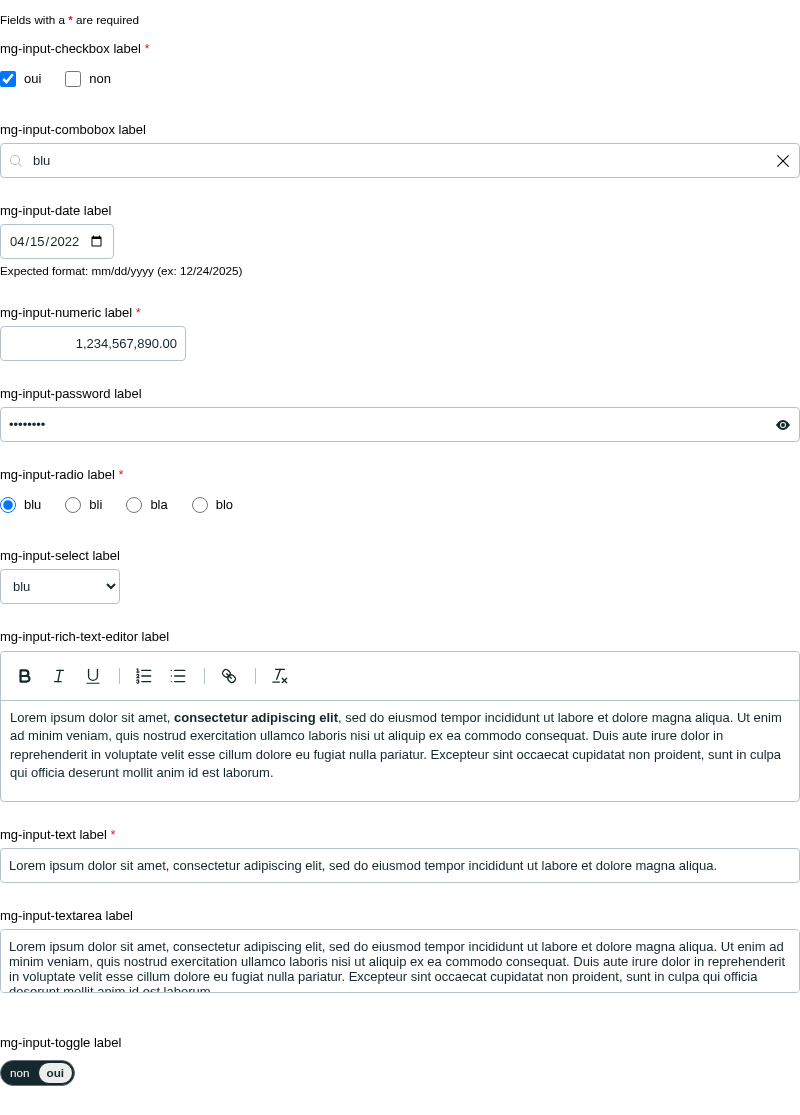 Fields with a * are required
mg-input-checkbox label *
oui non
mg-input-combobox label
blu
mg-input-date label
04/15/2022
Expected format: mm/dd/yyyy (ex: 12/24/2025)
mg-input-numeric label *
1,234,567,890.00
mg-input-password label
••••••••
mg-input-radio label *
blu bli bla blo
mg-input-select label
blu
mg-input-rich-text-editor label
Lorem ipsum dolor sit amet, consectetur adipiscing elit, sed do eiusmod tempor incididunt ut labore et dolore magna aliqua. Ut enim
ad minim veniam, quis nostrud exercitation ullamco laboris nisi ut aliquip ex ea commodo consequat. Duis aute irure dolor in
reprehenderit in voluptate velit esse cillum dolore eu fugiat nulla pariatur. Excepteur sint occaecat cupidatat non proident, sunt in culpa
qui officia deserunt mollit anim id est laborum.
mg-input-text label *
Lorem ipsum dolor sit amet, consectetur adipiscing elit, sed do eiusmod tempor incididunt ut labore et dolore magna aliqua.
mg-input-textarea label
Lorem ipsum dolor sit amet, consectetur adipiscing elit, sed do eiusmod tempor incididunt ut labore et dolore magna aliqua. Ut enim ad
minim veniam, quis nostrud exercitation ullamco laboris nisi ut aliquip ex ea commodo consequat. Duis aute irure dolor in reprehenderit
in voluptate velit esse cillum dolore eu fugiat nulla pariatur. Excepteur sint occaecat cupidatat non proident, sunt in culpa qui officia
deserunt mollit anim id est laborum.
mg-input-toggle label
non oui